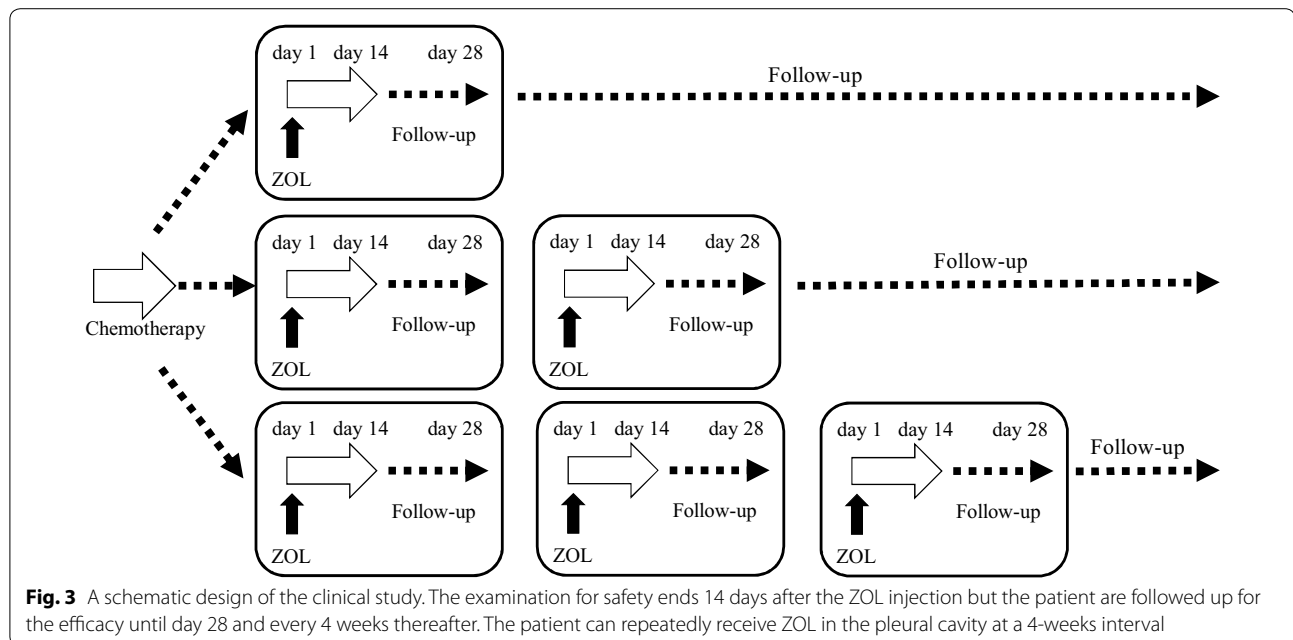 day 1 day 14 day 28
Follow-up
Follow-up
ZOL
day 1 day 14 day 28
day 1 day 14 day 28
Follow-up
Chemotherapy
Follow-up
Follow-up
ZOL
ZOL
day 1 day 14 day 28
day 1 day 14 day 28
day 1 day 14 day 28
Follow-up
Follow-up
Follow-up
Follow-up
ZOL
ZOL
ZOL
Fig. 3 A schematic design of the clinical study. The examination for safety ends 14 days after the ZOL injection but the patient are followed up for
the efficacy until day 28 and every 4 weeks thereafter. The patient can repeatedly receive ZOL in the pleural cavity at a 4-weeks interval